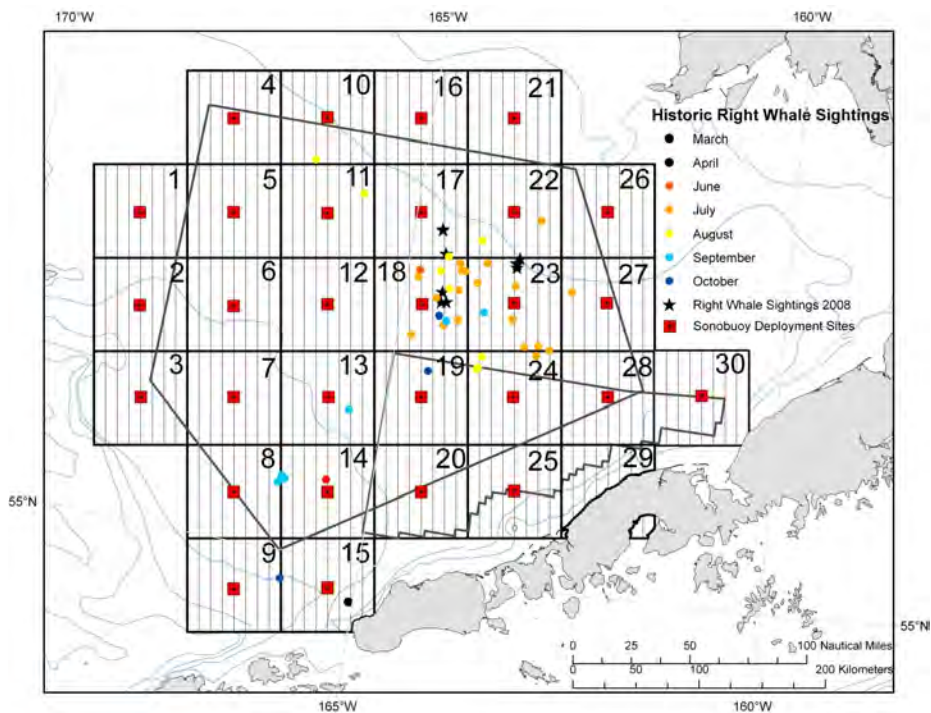 170°W 165°W 160°W
4 10 16 21
Historic Right Whale Sightings
March
April
June
July
August
September
October
Right Whale Sightings 2008
Sonobuoy Deployment Sites
1 5 11 17 22 26
2 6 12 18 23 27
3 7 13 19 24 28 30
8 14 20 25 29
55°N
9 15
55°N
0 25 50 100 Nautical Miles
0 50 100 200 Kilometers
165°W 160°W